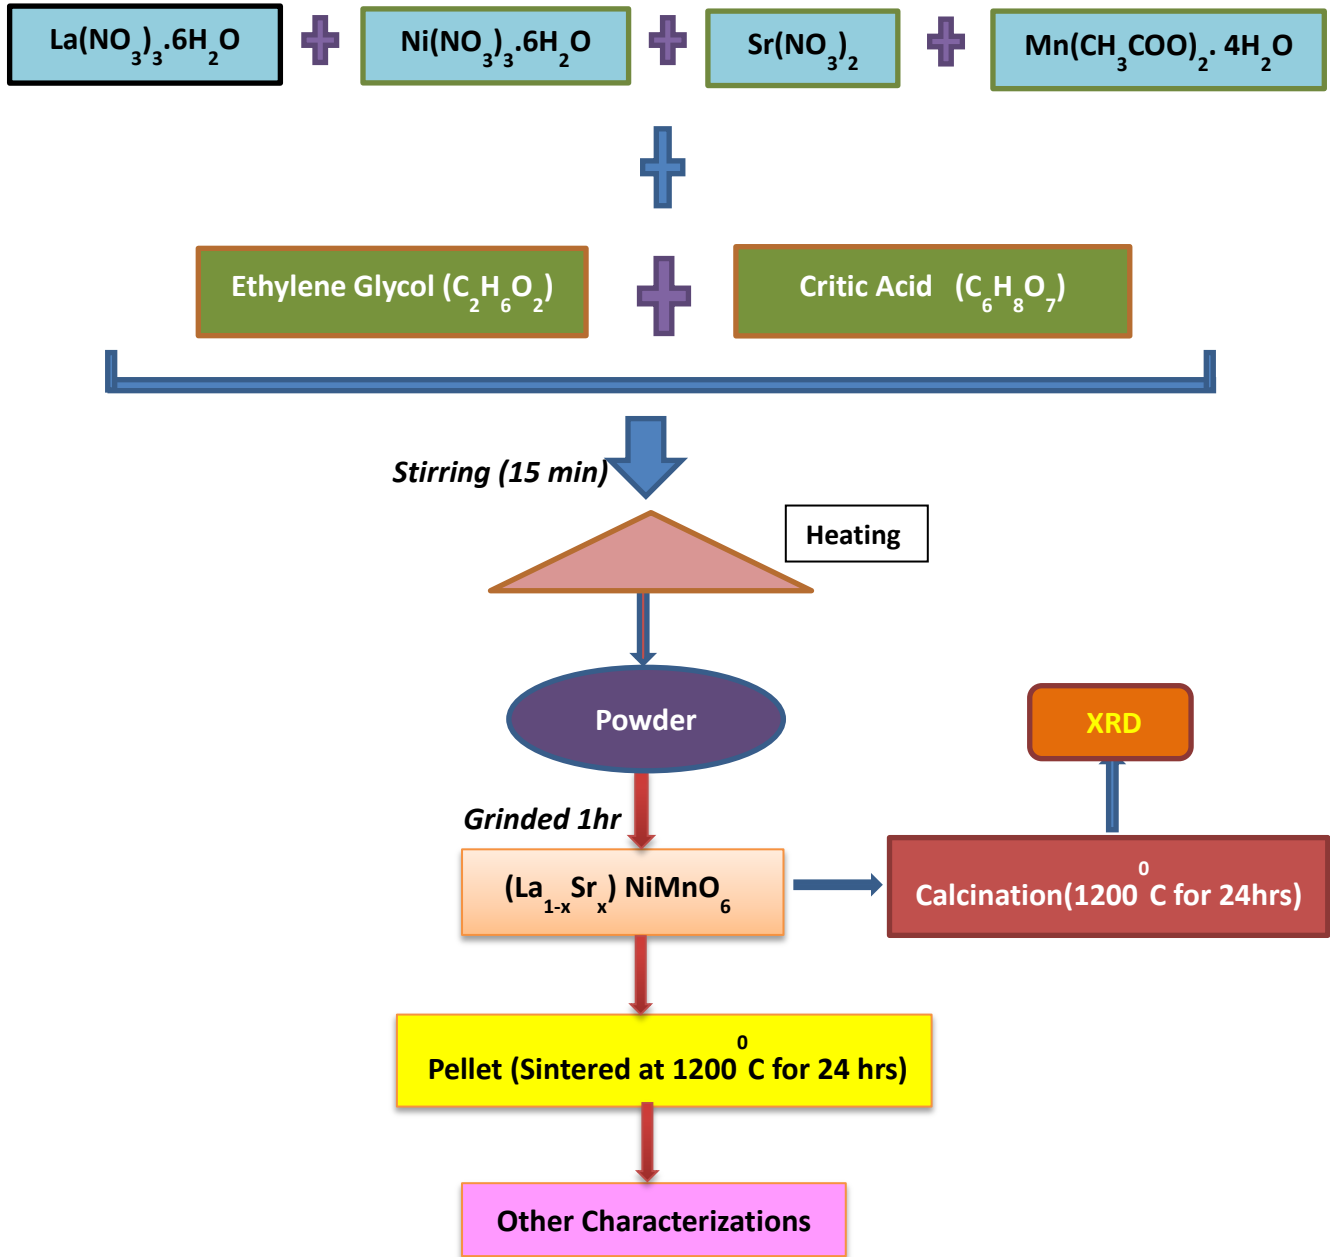 La(NO3)3.6H2O
Ni(NO3)3.6H2O
Sr(NO3)2
Mn(CH3COO)2. 4H2O
Ethylene Glycol (C2H6O2)
Critic Acid (C6H8O7)
Stirring (15 min)
Heating
Powder
XRD
Grinded 1hr
(La1-xSrx) NiMnO6
Calcination(1200 0C for 24hrs)
Pellet (Sintered at 1200 0C for 24 hrs)
Other Characterizations